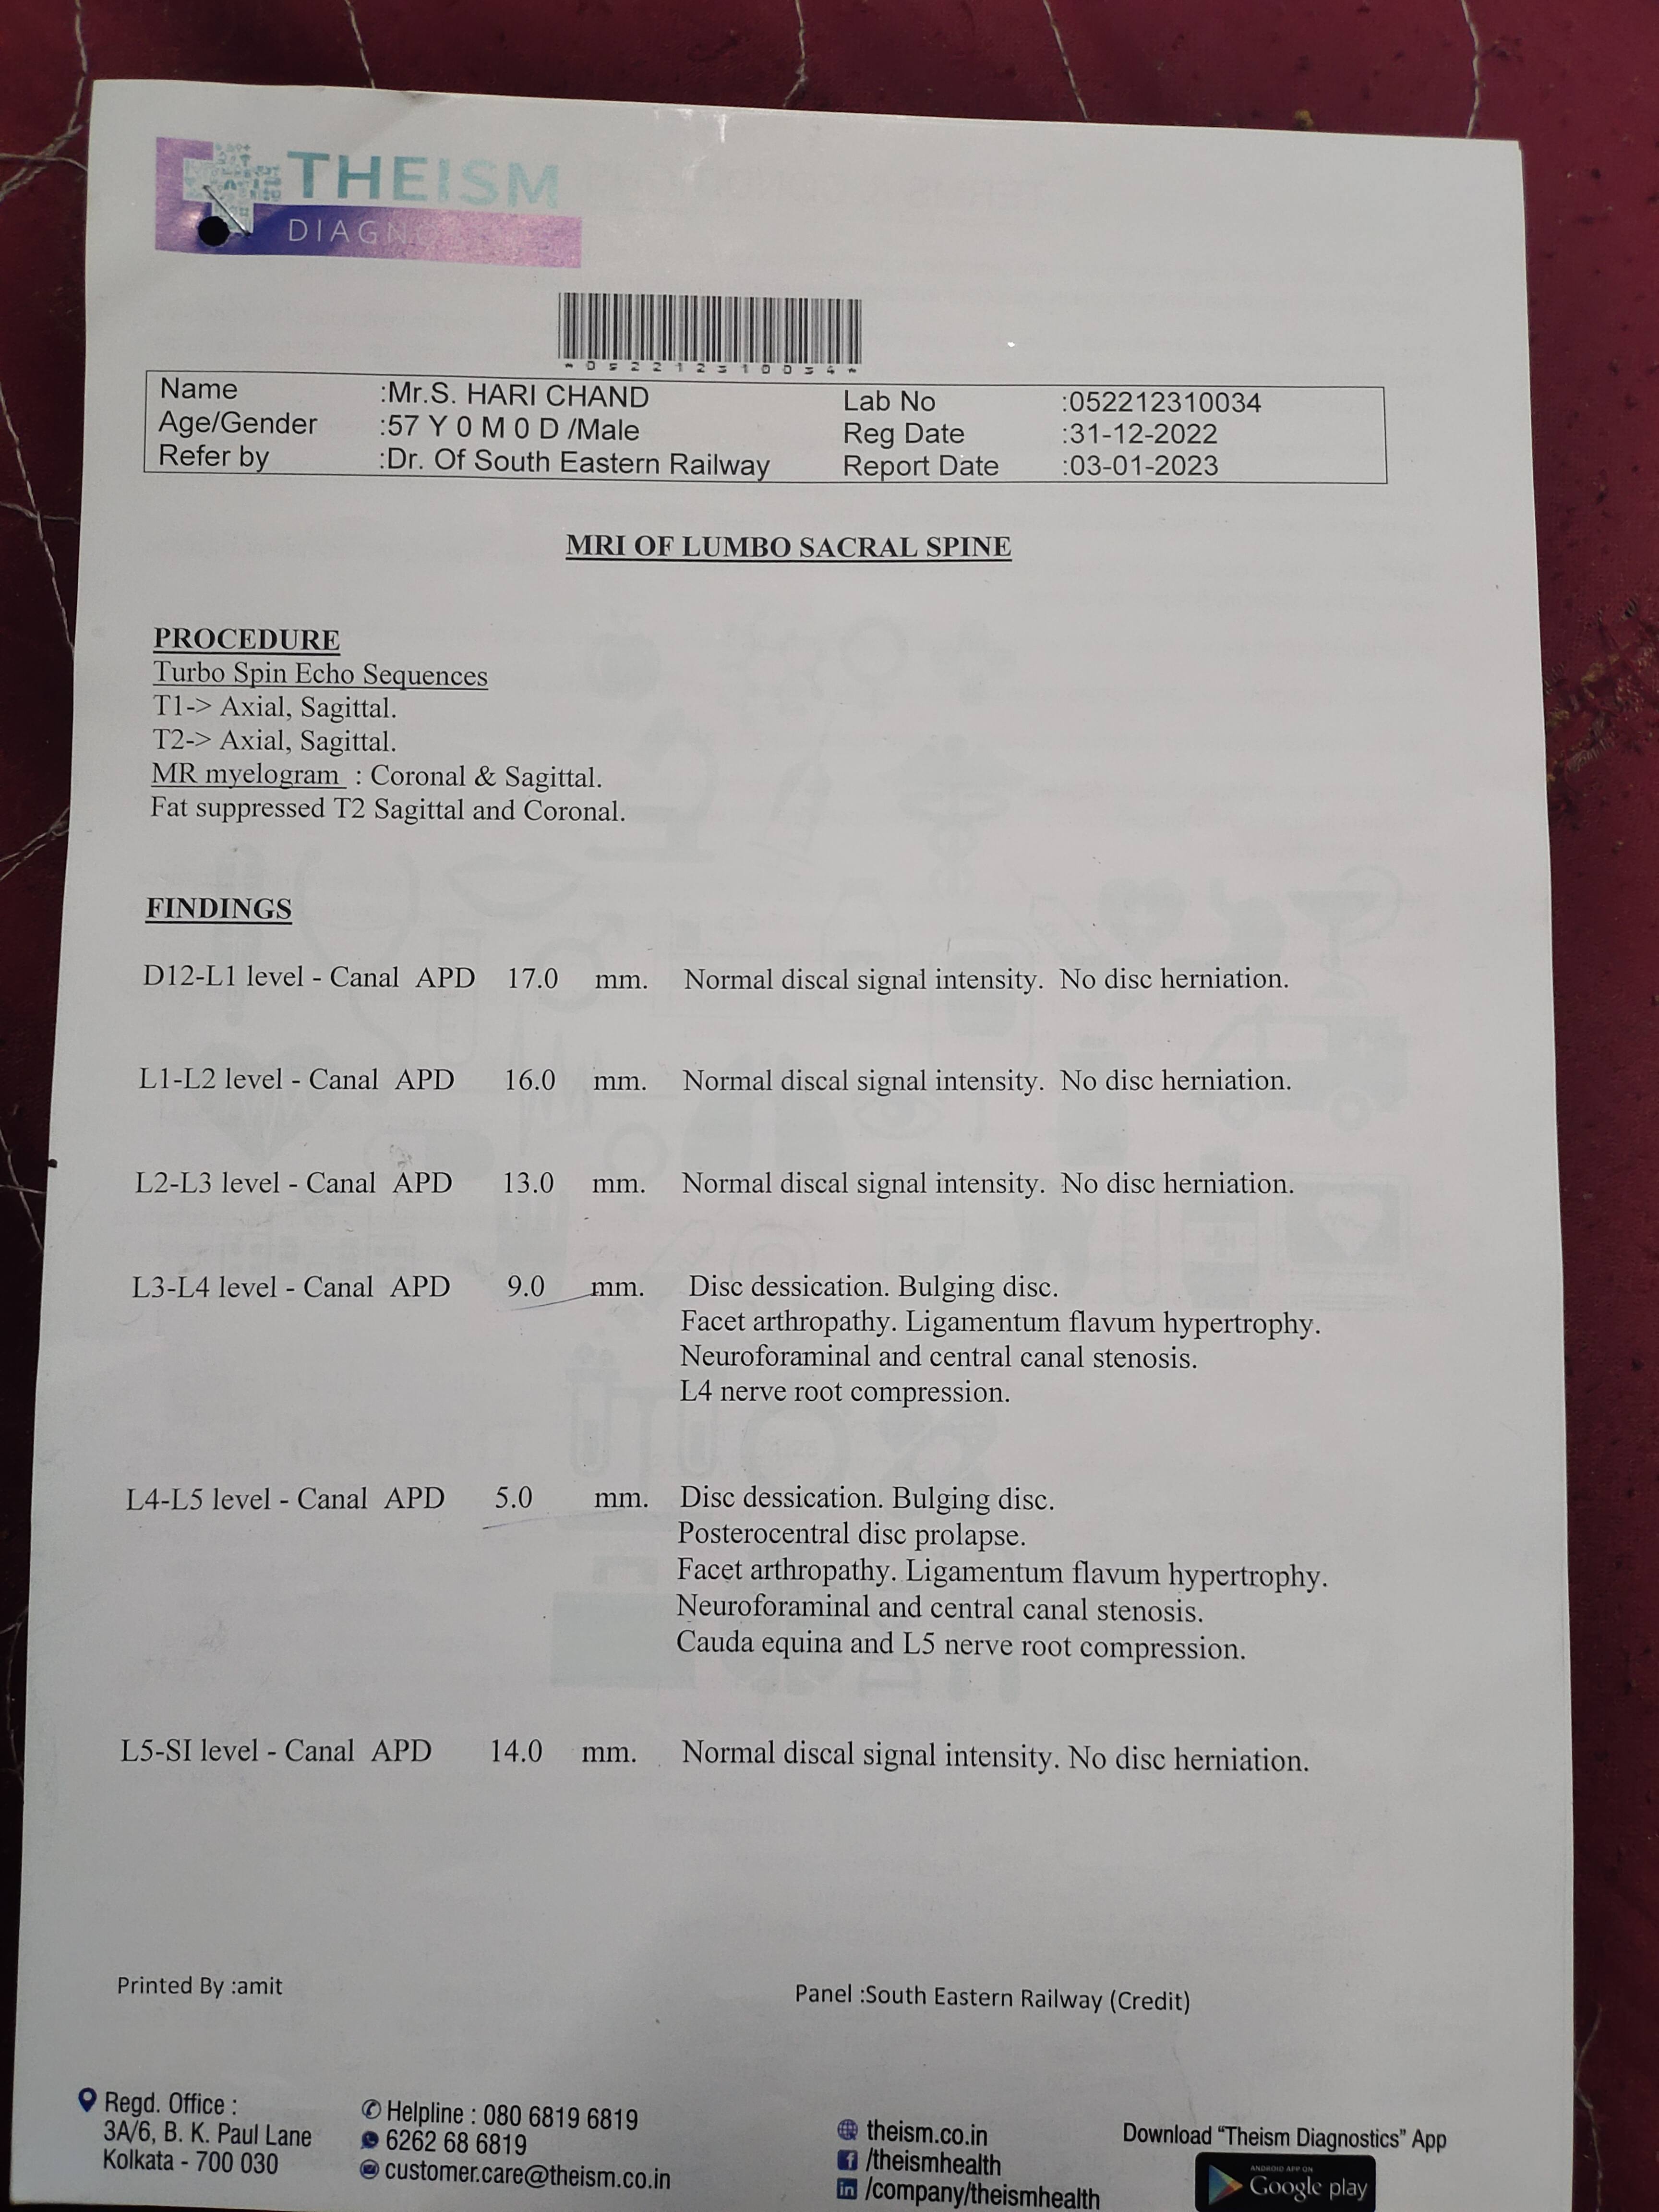 THEISM
DIAGN
*052212310034*
Name :Mr.S. HARI CHAND Lab No :052212310034
Age/Gender :57 Y 0 M 0 D /Male Reg Date :31-12-2022
Refer by :Dr. Of South Eastern Railway Report Date :03-01-2023
MRI OF LUMBO SACRAL SPINE
PROCEDURE
Turbo Spin Echo Sequences
T1-> Axial, Sagittal.
T2-> Axial, Sagittal.
MR myelogram : Coronal & Sagittal.
Fat suppressed T2 Sagittal and Coronal.
FINDINGS
D12-L1 level - Canal APD 17.0 mm. Normal discal signal intensity. No disc herniation.
L1-L2 level - Canal APD 16.0 mm. Normal discal signal intensity. No disc herniation.
L2-L3 level - Canal APD 13.0 mm. Normal discal signal intensity. No disc herniation.
L3-L4 level - Canal APD 9.0 mm. Disc dessication. Bulging disc.
Facet arthropathy. Ligamentum flavum hypertrophy.
Neuroforaminal and central canal stenosis.
L4 nerve root compression.
L4-L5 level - Canal APD 5.0 mm. Disc dessication. Bulging disc.
Posterocentral disc prolapse.
Facet arthropathy. Ligamentum flavum hypertrophy.
Neuroforaminal and central canal stenosis.
Cauda equina and L5 nerve root compression.
L5-SI level - Canal APD 14.0 mm. Normal discal signal intensity. No disc herniation.
Printed By :amit Panel :South Eastern Railway (Credit)
Regd. Office :
3A/6, B. K. Paul Lane
Kolkata - 700 030
Helpline : 080 6819 6819
6262 68 6819
customer.care@theism.co.in
theism.co.in
/theismhealth
/company/theismhealth
Download “Theism Diagnostics” App
ANDROID APP ON
Google play